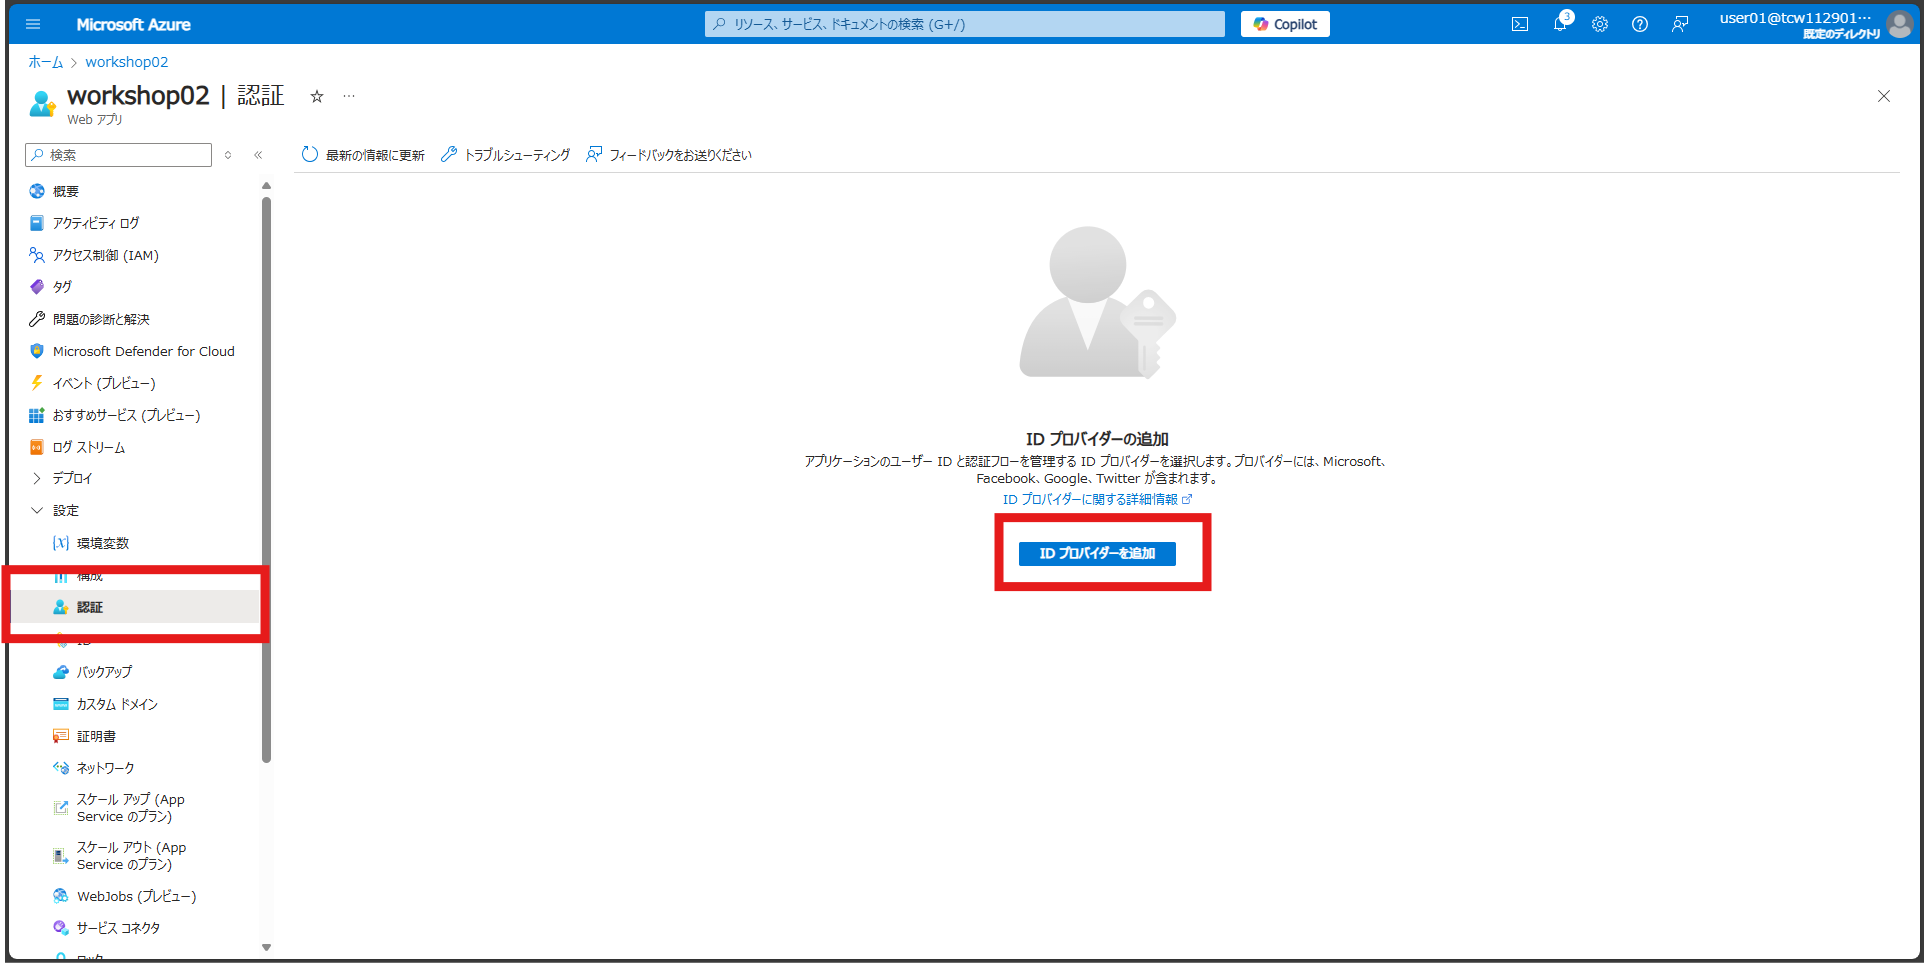 Microsoft Azure
リソース、サービス、ドキュメントの検索 (G+/)
Copilot
3
user01@tcw112901···
既定のディレクトリ
ホーム > workshop02
workshop02 | 認証
Web アプリ
検索
最新の情報に更新
トラブルシューティング
フィードバックをお送りください
概要
アクティビティ ログ
アクセス制御 (IAM)
タグ
問題の診断と解決
Microsoft Defender for Cloud
イベント (プレビュー)
おすすめサービス (プレビュー)
ログ ストリーム
デプロイ
設定
環境変数
構成
認証
ID
バックアップ
カスタム ドメイン
証明書
ネットワーク
スケール アップ (App
Service のプラン)
スケール アウト (App
Service のプラン)
WebJobs (プレビュー)
サービス コネクタ
ロック
ID プロバイダーの追加
アプリケーションのユーザー ID と認証フローを管理する ID プロバイダーを選択します。プロバイダーには、Microsoft、
Facebook、Google、Twitter が含まれます。
ID プロバイダーに関する詳細情報
ID プロバイダーを追加